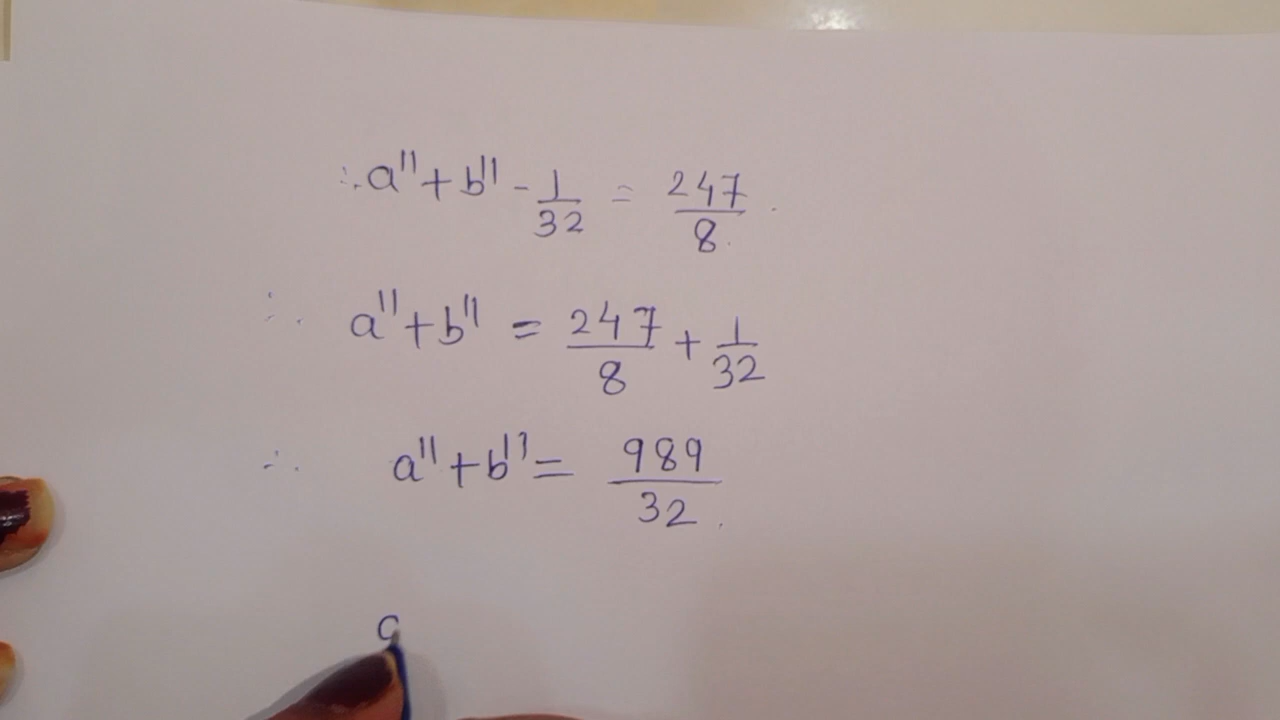 ∴ a¹¹ + b¹¹ - 1/32 = 247/8.
∴ a¹¹ + b¹¹ = 247/8 + 1/32
∴ a¹¹ + b¹¹ = 989/32.
a